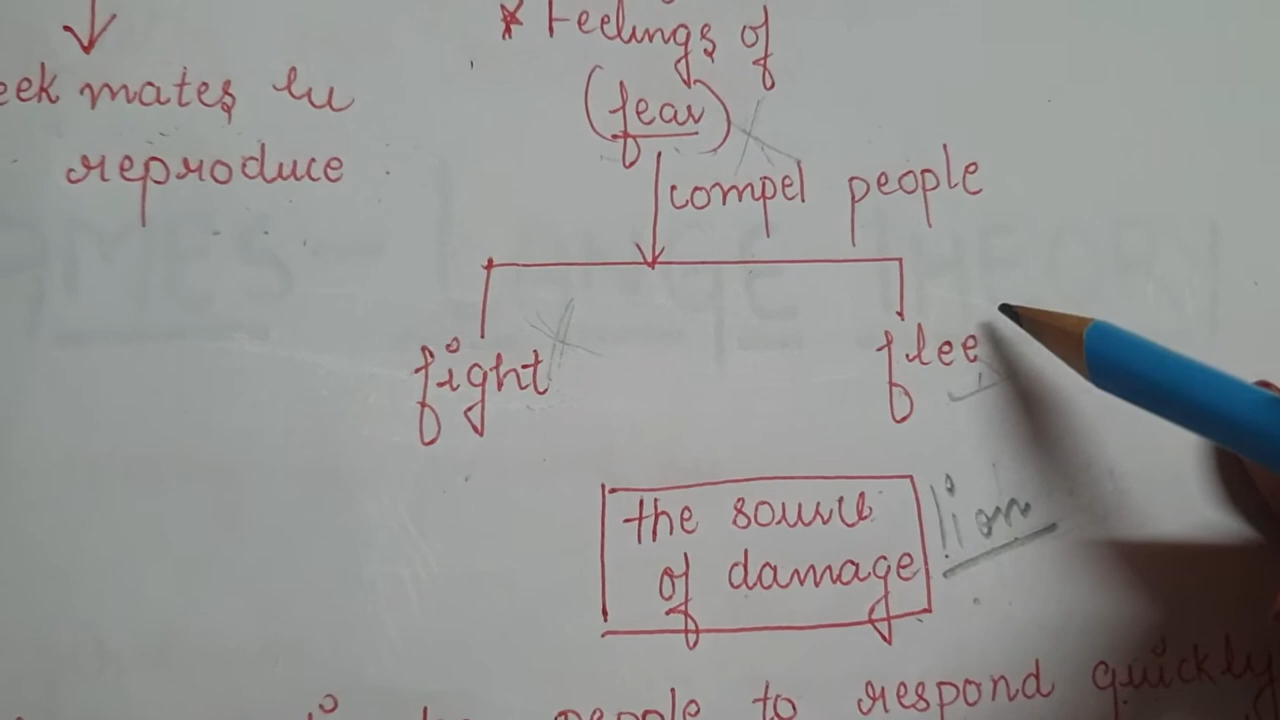 * Feelings of
(fear)
eek mates &
reproduce
compel people
fight
flee
the source
of damage
lion
people to respond quickly